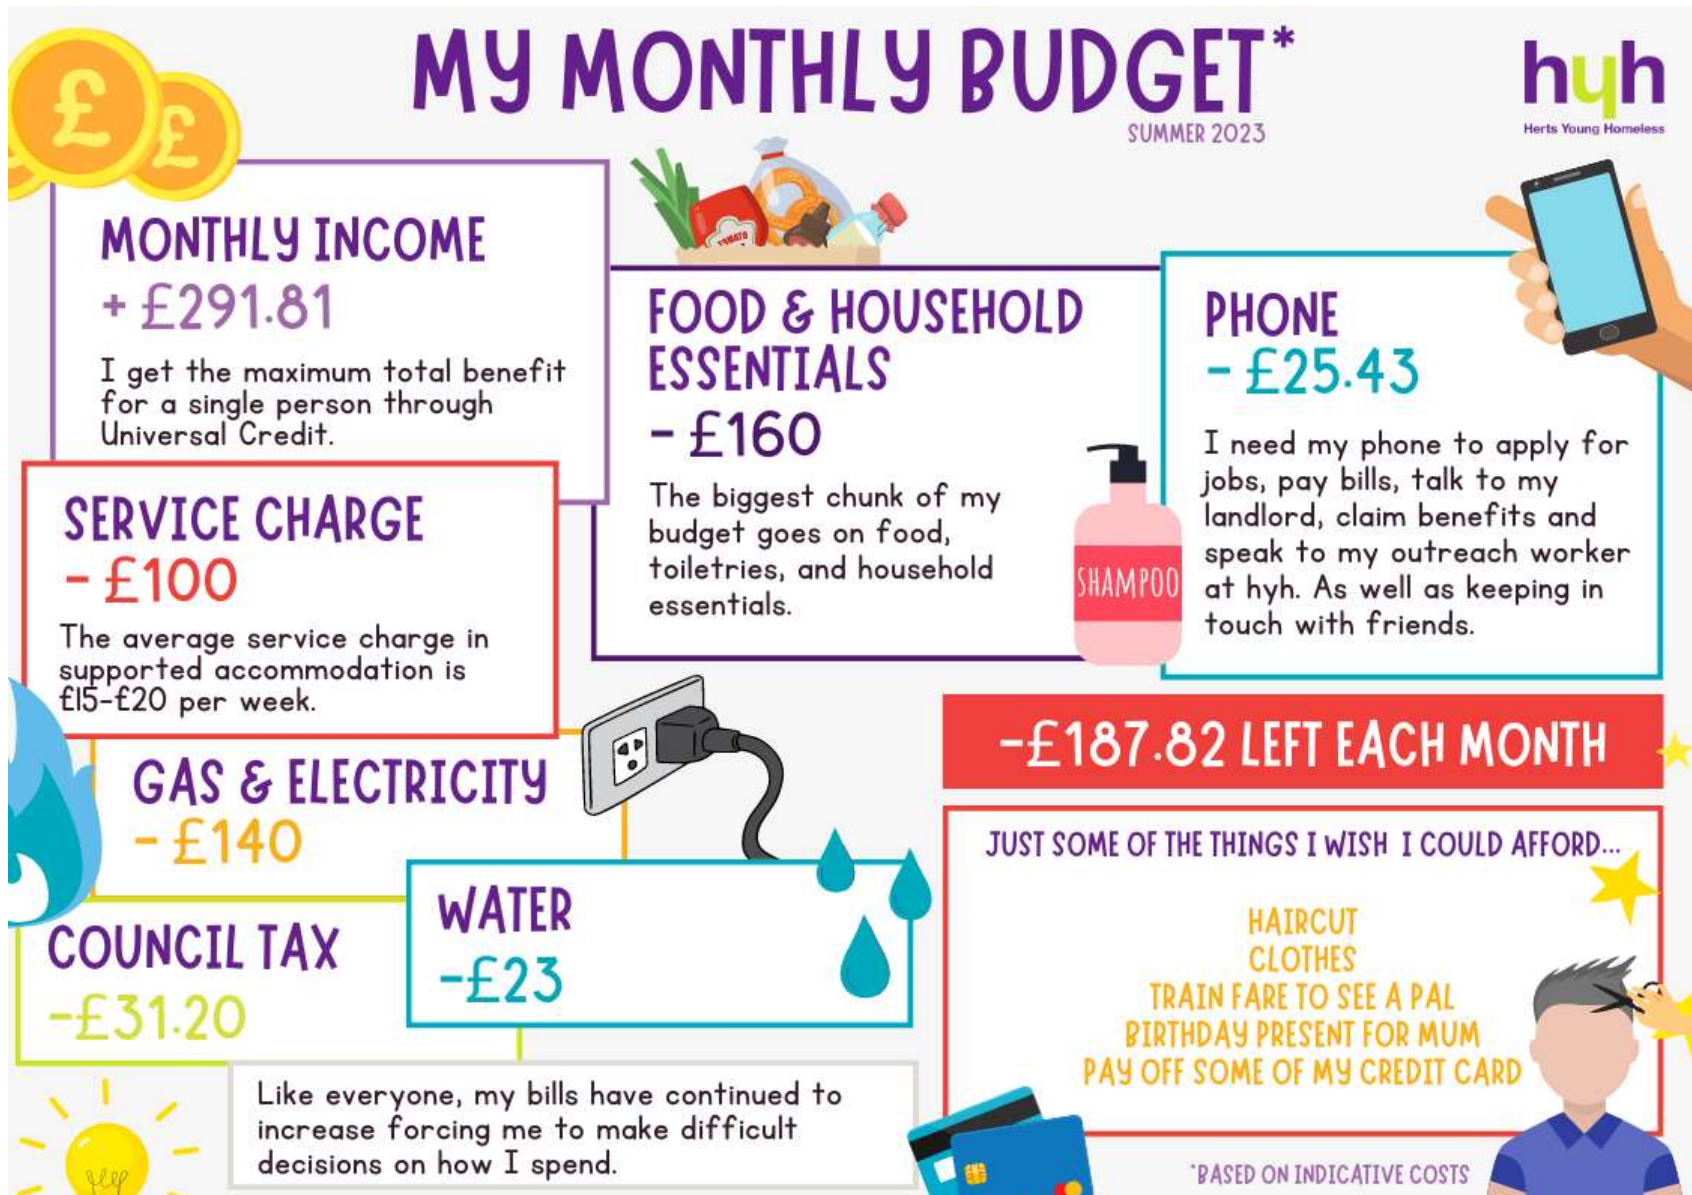 MY MONTHLY BUDGET*
SUMMER 2023
hyh
Herts Young Homeless
£
£
MONTHLY INCOME
+ £291.81
I get the maximum total benefit
for a single person through
Universal Credit.
TOMATO
FOOD & HOUSEHOLD
ESSENTIALS
- £160
The biggest chunk of my
budget goes on food,
toiletries, and household
essentials.
SHAMPOO
PHONE
- £25.43
I need my phone to apply for
jobs, pay bills, talk to my
landlord, claim benefits and
speak to my outreach worker
at hyh. As well as keeping in
touch with friends.
SERVICE CHARGE
- £100
The average service charge in
supported accommodation is
£15-£20 per week.
GAS & ELECTRICITY
- £140
WATER
-£23
COUNCIL TAX
-£31.20
Like everyone, my bills have continued to
increase forcing me to make difficult
decisions on how I spend.
-£187.82 LEFT EACH MONTH
JUST SOME OF THE THINGS I WISH I COULD AFFORD...
HAIRCUT
CLOTHES
TRAIN FARE TO SEE A PAL
BIRTHDAY PRESENT FOR MUM
PAY OFF SOME OF MY CREDIT CARD
*BASED ON INDICATIVE COSTS